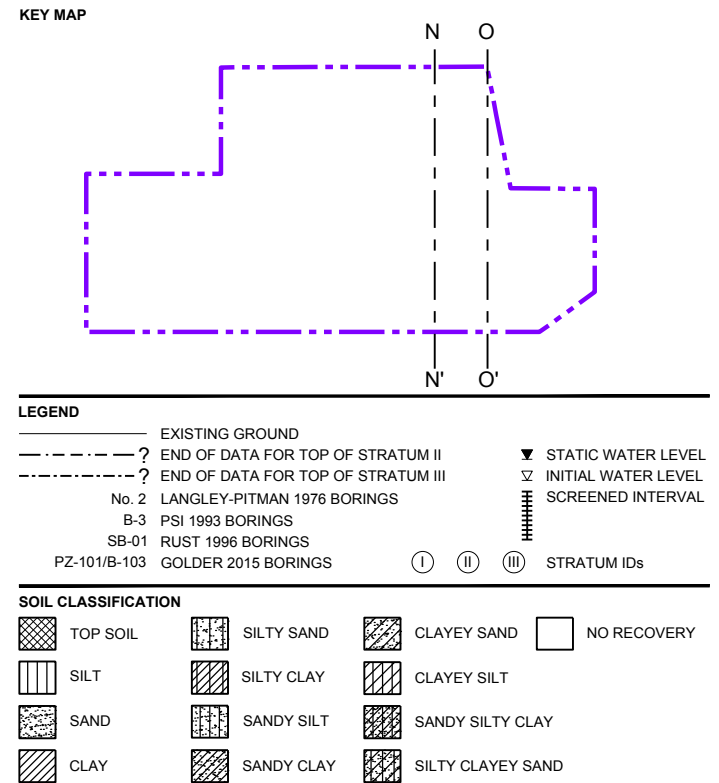 KEY MAP
N O
N' O'
LEGEND
EXISTING GROUND
? END OF DATA FOR TOP OF STRATUM II
? END OF DATA FOR TOP OF STRATUM III
No. 2 LANGLEY-PITMAN 1976 BORINGS
B-3 PSI 1993 BORINGS
SB-01 RUST 1996 BORINGS
PZ-101/B-103 GOLDER 2015 BORINGS
STATIC WATER LEVEL
INITIAL WATER LEVEL
SCREENED INTERVAL
I II III STRATUM IDs
SOIL CLASSIFICATION
TOP SOIL SILTY SAND CLAYEY SAND NO RECOVERY
SILT SILTY CLAY CLAYEY SILT
SAND SANDY SILT SANDY SILTY CLAY
CLAY SANDY CLAY SILTY CLAYEY SAND